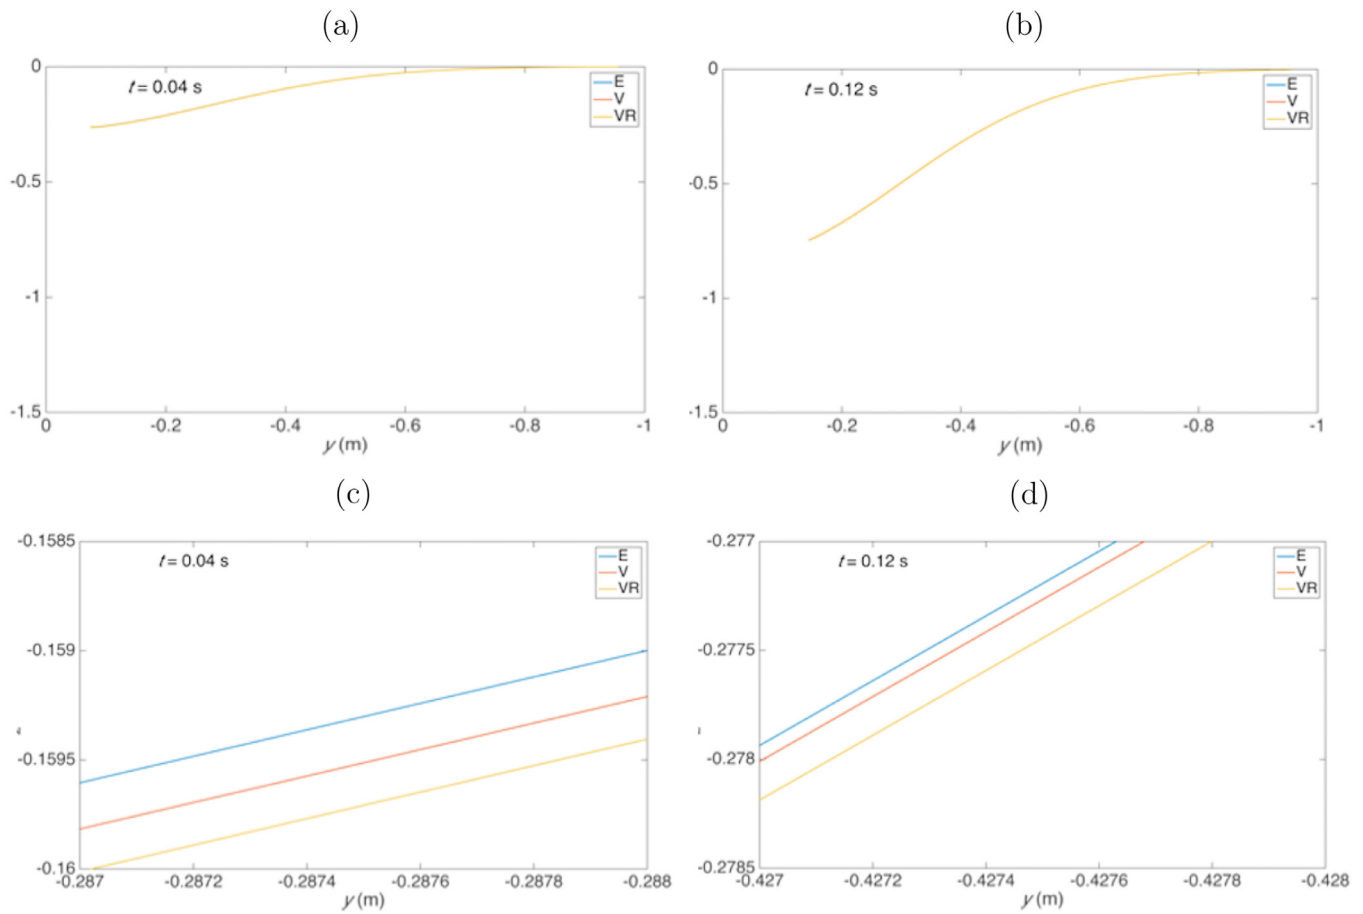 (a)
t = 0.04 s
E
V
VR
0
-0.5
-1
-1.5
0 -0.2 -0.4 -0.6 -0.8 -1
y (m)
(b)
t = 0.12 s
E
V
VR
0
-0.5
-1
-1.5
0 -0.2 -0.4 -0.6 -0.8 -1
y (m)
(c)
t = 0.04 s
E
V
VR
-0.1585
-0.159
-0.1595
-0.16
-0.287 -0.2872 -0.2874 -0.2876 -0.2878 -0.288
y (m)
(d)
t = 0.12 s
E
V
VR
-0.277
-0.2775
-0.278
-0.2785
-0.427 -0.4272 -0.4274 -0.4276 -0.4278 -0.428
y (m)